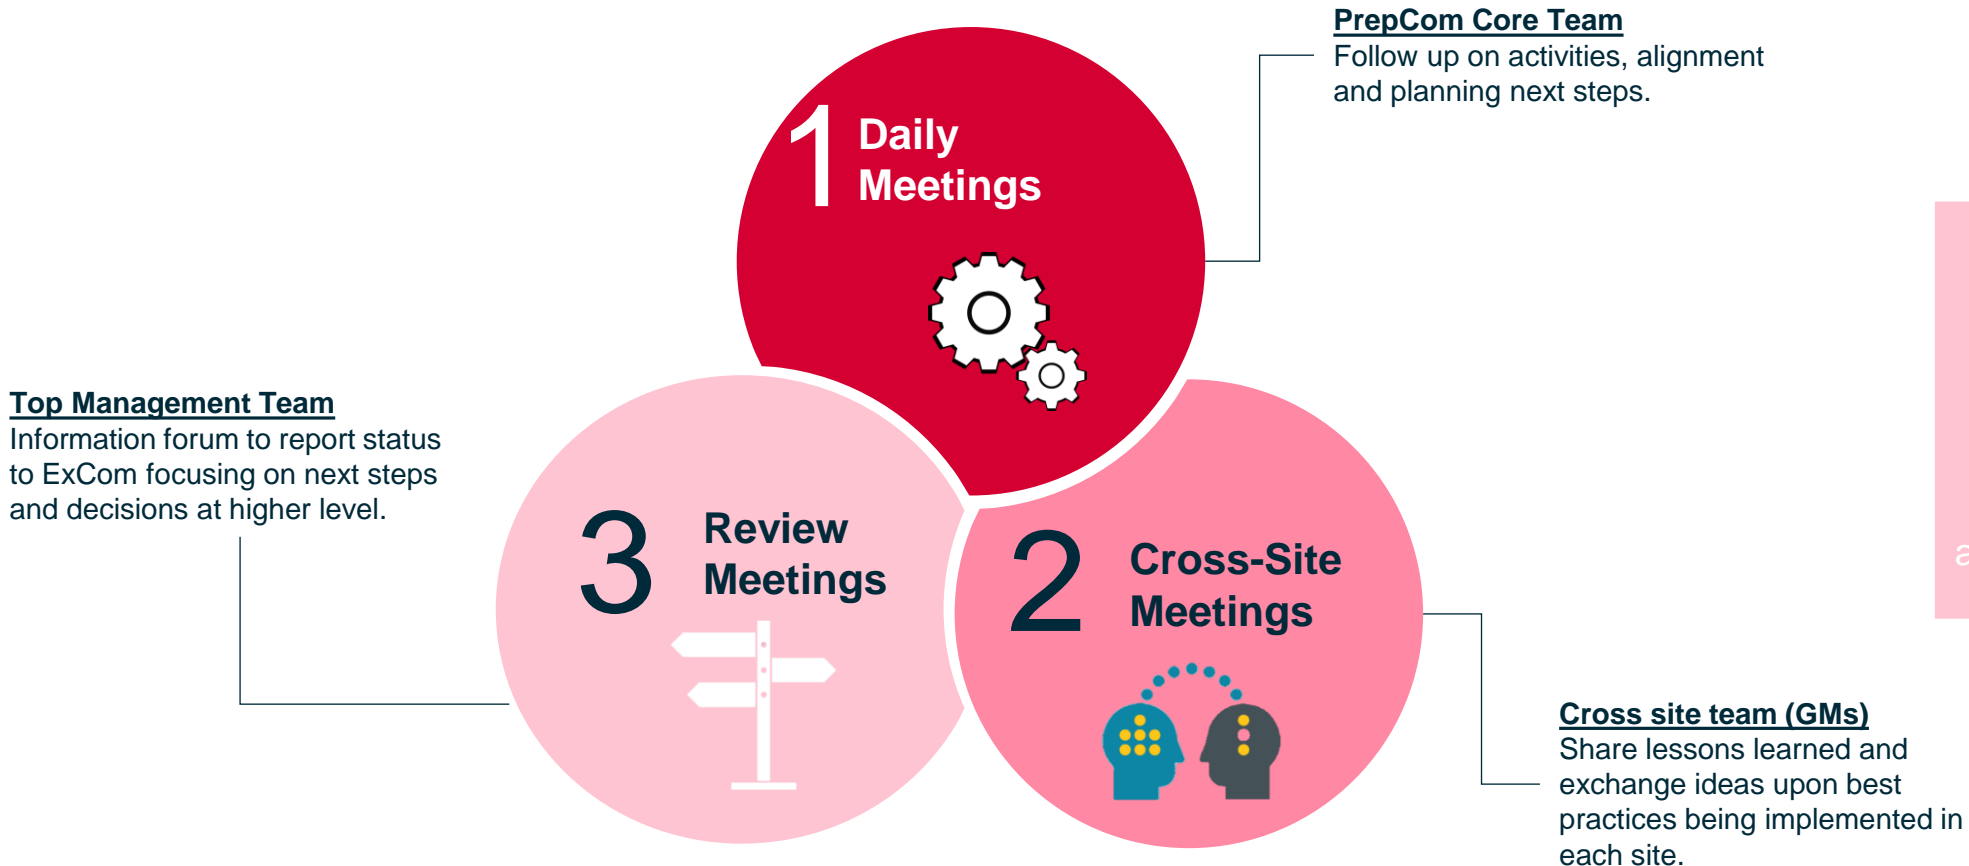 PrepCom Core Team
Follow up on activities, alignment
and planning next steps.
1
Daily
Meetings
Top Management Team
Information forum to report status
to ExCom focusing on next steps
and decisions at higher level.
3
Review
Meetings
2
Cross-Site
Meetings
Cross site team (GMs)
Share lessons learned and
exchange ideas upon best
practices being implemented in
each site.